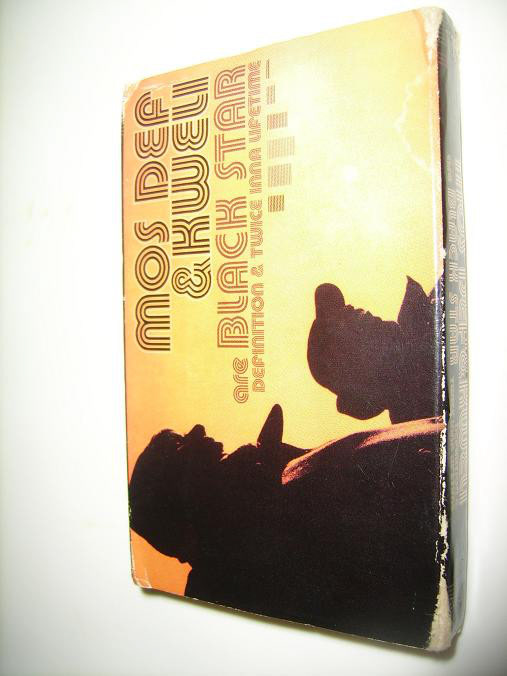 MOS DEF
& KWELI
are BLACK STAR
DEFINITION & TWICE INNA LIFETIME